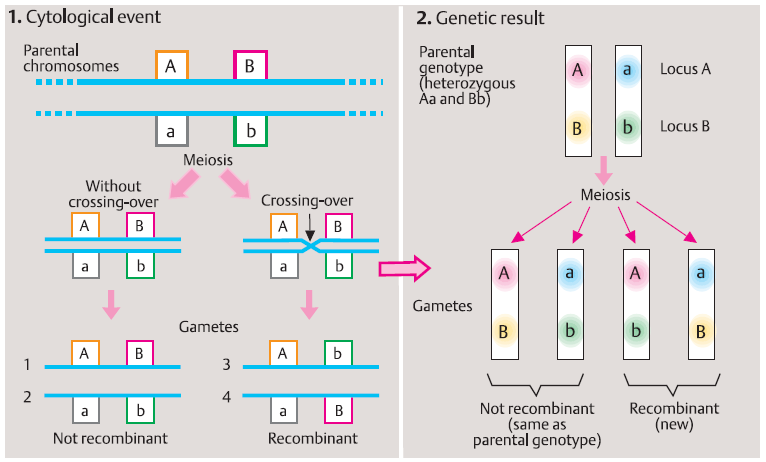 1. Cytological event
Parental
chromosomes
A B
a b
Meiosis
Without
crossing-over
Crossing-over
A B
a b
A B
a b
Gametes
1 A B
2 a b
Not recombinant
3 A b
4 a B
Recombinant
2. Genetic result
Parental
genotype
(heterozygous
Aa and Bb)
A a Locus A
B b Locus B
Meiosis
Gametes
A a A a
B b b B
Not recombinant
(same as
parental genotype)
Recombinant
(new)